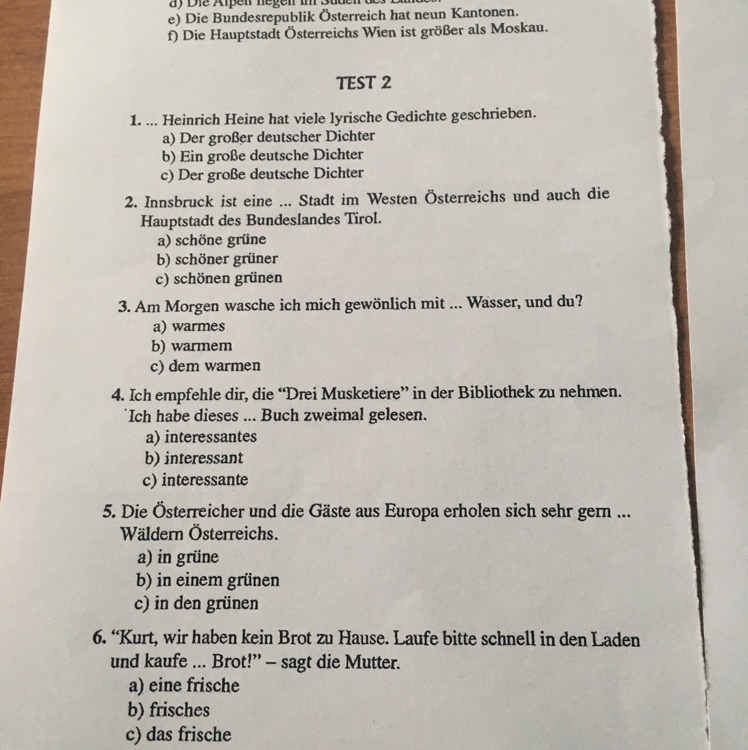 d) Die Alpen liegen im Süden des Landes.
e) Die Bundesrepublik Österreich hat neun Kantonen.
f) Die Hauptstadt Österreichs Wien ist größer als Moskau.
TEST 2
1. ... Heinrich Heine hat viele lyrische Gedichte geschrieben.
a) Der großer deutscher Dichter
b) Ein große deutsche Dichter
c) Der große deutsche Dichter
2. Innsbruck ist eine ... Stadt im Westen Österreichs und auch die
Hauptstadt des Bundeslandes Tirol.
a) schöne grüne
b) schöner grüner
c) schönen grünen
3. Am Morgen wasche ich mich gewönlich mit ... Wasser, und du?
a) warmes
b) warmem
c) dem warmen
4. Ich empfehle dir, die “Drei Musketiere” in der Bibliothek zu nehmen.
Ich habe dieses ... Buch zweimal gelesen.
a) interessantes
b) interessant
c) interessante
5. Die Österreicher und die Gäste aus Europa erholen sich sehr gern ...
Wäldern Österreichs.
a) in grüne
b) in einem grünen
c) in den grünen
6. “Kurt, wir haben kein Brot zu Hause. Laufe bitte schnell in den Laden
und kaufe ... Brot!” – sagt die Mutter.
a) eine frische
b) frisches
c) das frische